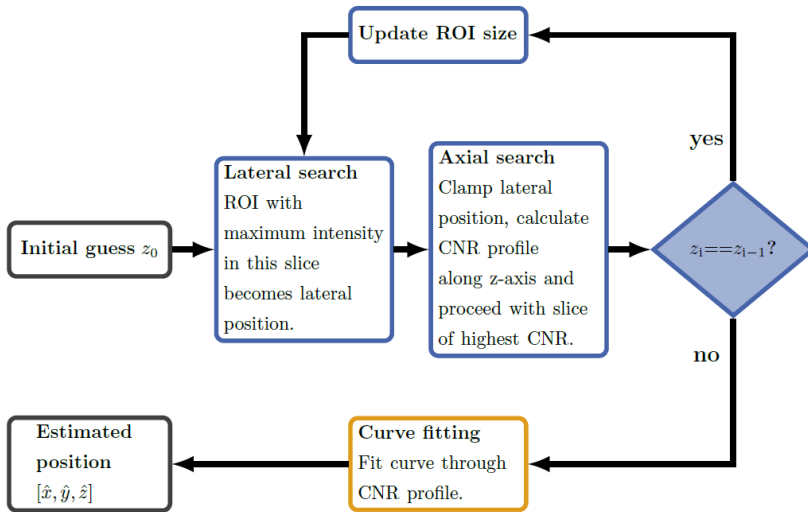 Update ROI size
yes
Initial guess z₀
Lateral search
ROI with
maximum intensity
in this slice
becomes lateral
position.
Axial search
Clamp lateral
position, calculate
CNR profile
along z-axis and
proceed with slice
of highest CNR.
zᵢ==zᵢ₋₁?
no
Estimated
position
[x̂, ŷ, ẑ]
Curve fitting
Fit curve through
CNR profile.